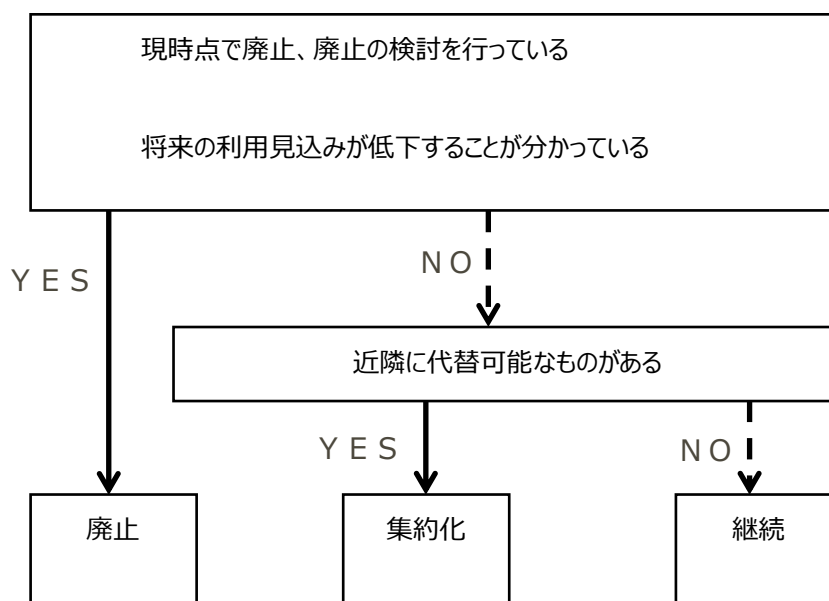 現時点で廃止、廃止の検討を行っている
将来の利用見込みが低下することが分かっている
YES
NO
近隣に代替可能なものがある
YES
NO
廃止
集約化
継続